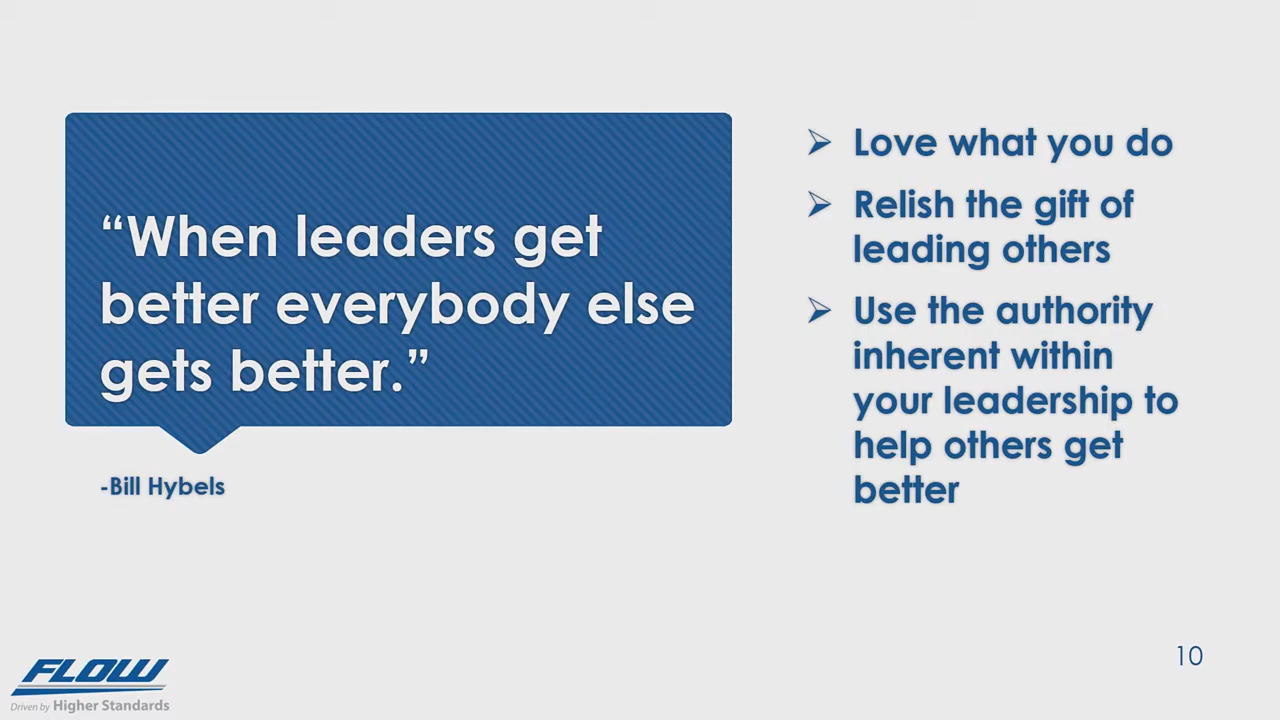 “When leaders get
better everybody else
gets better.”
-Bill Hybels
Love what you do
Relish the gift of
leading others
Use the authority
inherent within
your leadership to
help others get
better
FLOW
Driven by Higher Standards
10